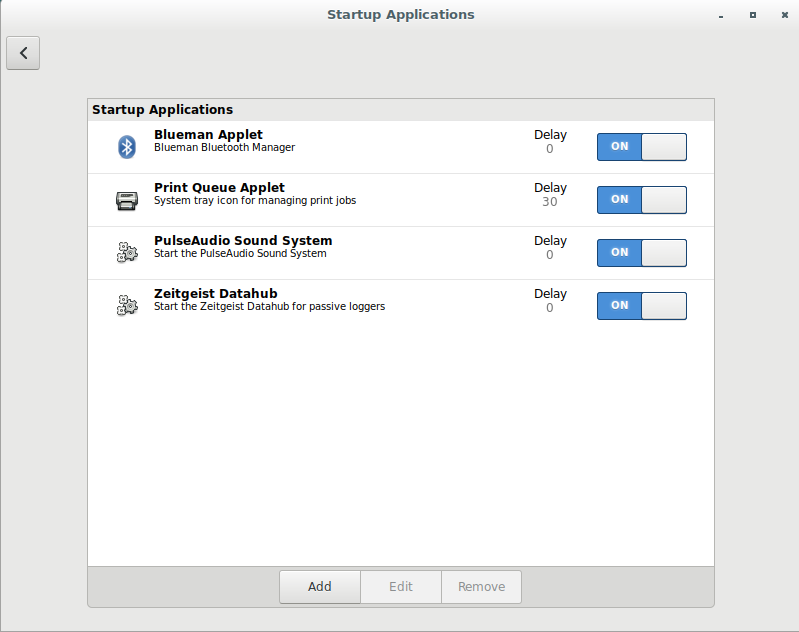 Startup Applications
Startup Applications
Blueman Applet
Blueman Bluetooth Manager
Delay
0
ON
Print Queue Applet
System tray icon for managing print jobs
Delay
30
ON
PulseAudio Sound System
Start the PulseAudio Sound System
Delay
0
ON
Zeitgeist Datahub
Start the Zeitgeist Datahub for passive loggers
Delay
0
ON
Add
Edit
Remove